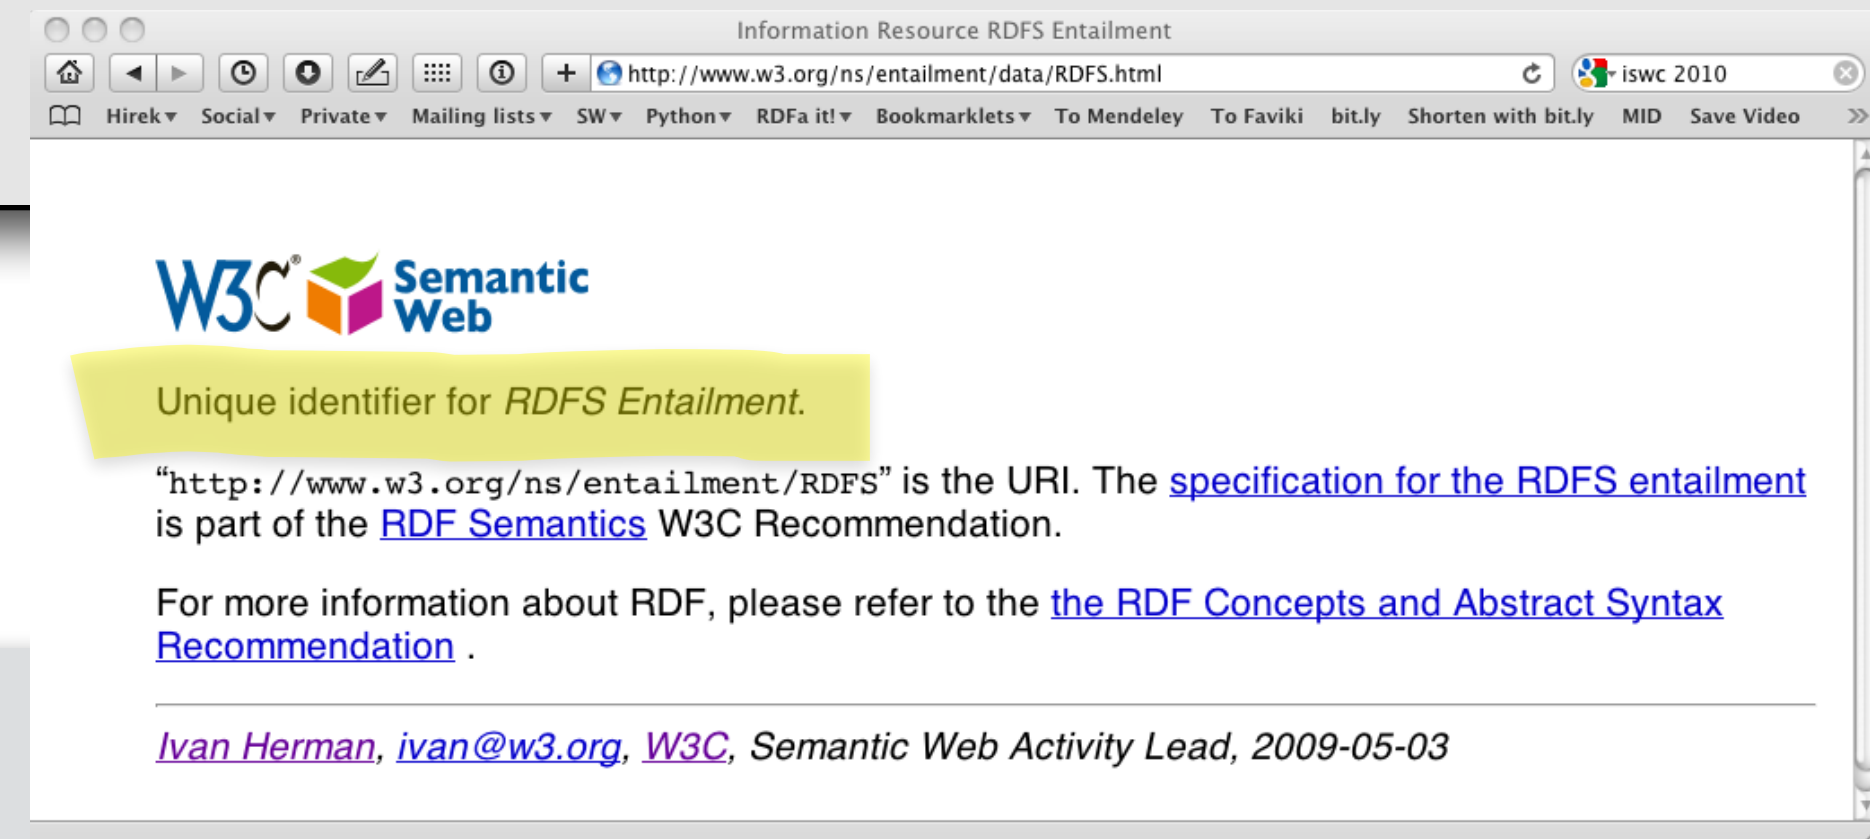 Information Resource RDFS Entailment
http://www.w3.org/ns/entailment/data/RDFS.html
iswc 2010
Hirek Social Private Mailing lists SW Python RDFa it! Bookmarklets To Mendeley To Faviki bit.ly Shorten with bit.ly MID Save Video
W3C® Semantic
Web
Unique identifier for RDFS Entailment.
“http://www.w3.org/ns/entailment/RDFS” is the URI. The specification for the RDFS entailment
is part of the RDF Semantics W3C Recommendation.
For more information about RDF, please refer to the the RDF Concepts and Abstract Syntax
Recommendation .
Ivan Herman, ivan@w3.org, W3C, Semantic Web Activity Lead, 2009-05-03